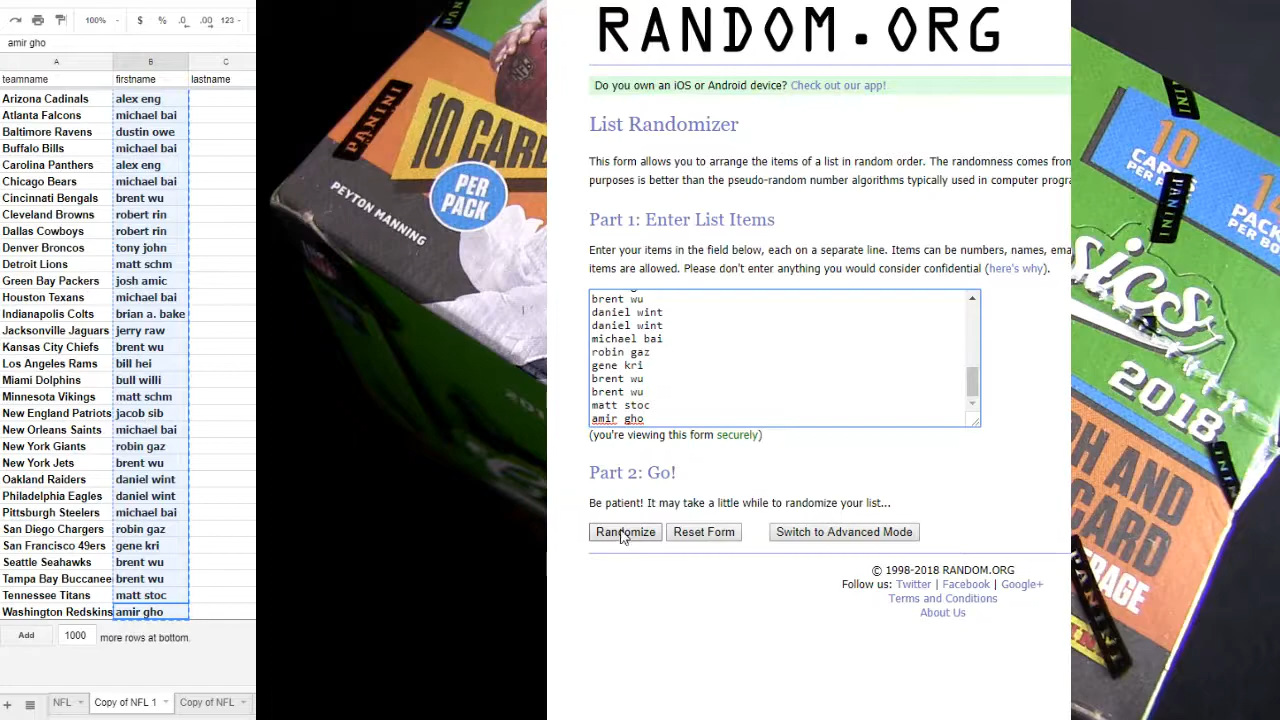 100%
$
%
.0
.00
123
amir gho
A
B
C
teamname firstname lastname
Arizona Cadinals alex eng
Atlanta Falcons michael bai
Baltimore Ravens dustin owe
Buffalo Bills michael bai
Carolina Panthers alex eng
Chicago Bears michael bai
Cincinnati Bengals brent wu
Cleveland Browns robert rin
Dallas Cowboys robert rin
Denver Broncos tony john
Detroit Lions matt schm
Green Bay Packers josh amic
Houston Texans michael bai
Indianapolis Colts brian a. bake
Jacksonville Jaguars jerry raw
Kansas City Chiefs brent wu
Los Angeles Rams bill hei
Miami Dolphins bull willi
Minnesota Vikings matt schm
New England Patriots jacob sib
New Orleans Saints michael bai
New York Giants robin gaz
New York Jets brent wu
Oakland Raiders daniel wint
Philadelphia Eagles daniel wint
Pittsburgh Steelers michael bai
San Diego Chargers robin gaz
San Francisco 49ers gene kri
Seattle Seahawks brent wu
Tampa Bay Buccanee brent wu
Tennessee Titans matt stoc
Washington Redskins amir gho
Add 1000 more rows at bottom.
+ NFL Copy of NFL 1 Copy of NFL
PANINI
10 CARD
PER
PACK
PEYTON MANNING
NFL
RANDOM.ORG
Do you own an iOS or Android device? Check out our app!
List Randomizer
This form allows you to arrange the items of a list in random order. The randomness comes from
purposes is better than the pseudo-random number algorithms typically used in computer progr
Part 1: Enter List Items
Enter your items in the field below, each on a separate line. Items can be numbers, names, ema
items are allowed. Please don't enter anything you would consider confidential (here's why).
brent wu
daniel wint
daniel wint
michael bai
robin gaz
gene kri
brent wu
brent wu
matt stoc
amir gho
(you're viewing this form securely)
Part 2: Go!
Be patient! It may take a little while to randomize your list...
Randomize Reset Form Switch to Advanced Mode
© 1998-2018 RANDOM.ORG
Follow us: Twitter | Facebook | Google+
Terms and Conditions
About Us
PANINI
10
CARDS
PER P
PANINI
PACK
PER BO
sics
2018
H AND
CARD